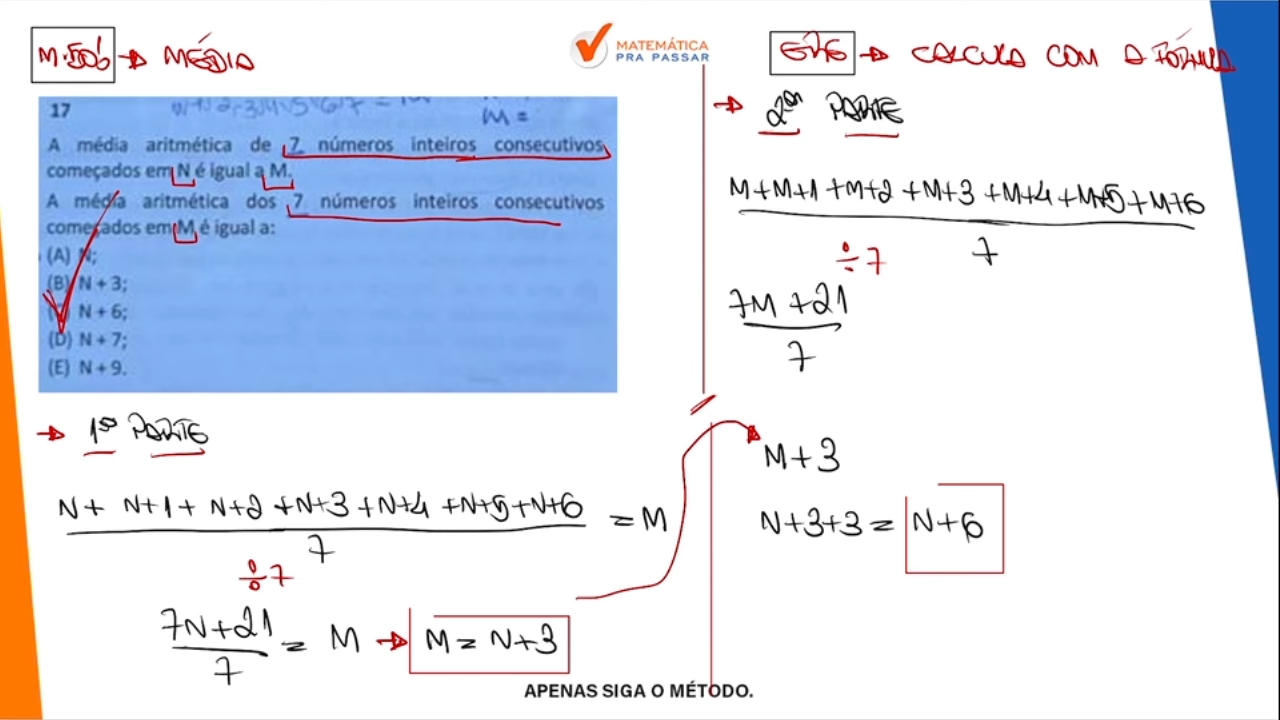 M.50' → MÉDIA
MATEMÁTICA
PRA PASSAR
→ CALCULA COM A FÓRMULA
17
M =
A média aritmética de 7 números inteiros consecutivos
começados em N é igual a M.
A média aritmética dos 7 números inteiros consecutivos
começados em M é igual a:
(A) N;
(B) N + 3;
N + 6;
(D) N + 7;
(E) N + 9.
→ 1ª PARTE
N + N+1 + N+2 + N+3 + N+4 + N+5 + N+6 = M
7
÷7
7N+21 = M → M = N+3
7
→ 2ª PARTE
M+M+1+M+2+M+3+M+4+M+5+M+6
7
÷7
7M+21
7
M+3
N+3+3 = N+6
APENAS SIGA O MÉTODO.